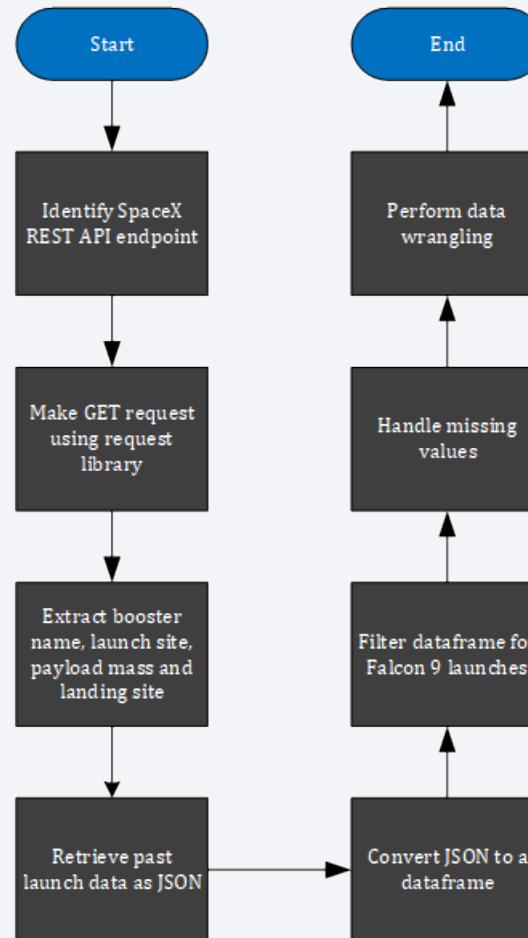 Start
Identify SpaceX
REST API endpoint
Make GET request
using request
library
Extract booster
name, launch site,
payload mass and
landing site
Retrieve past
launch data as JSON
Convert JSON to a
dataframe
Filter dataframe fo
Falcon 9 launches
Handle missing
values
Perform data
wrangling
End